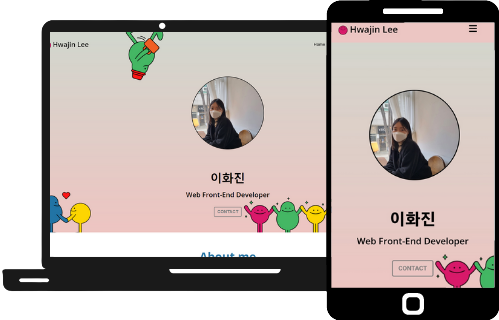 Hwajin Lee
Home
이화진
Web Front-End Developer
CONTACT
About me
Hwajin Lee
이화진
Web Front-End Developer
CONTACT